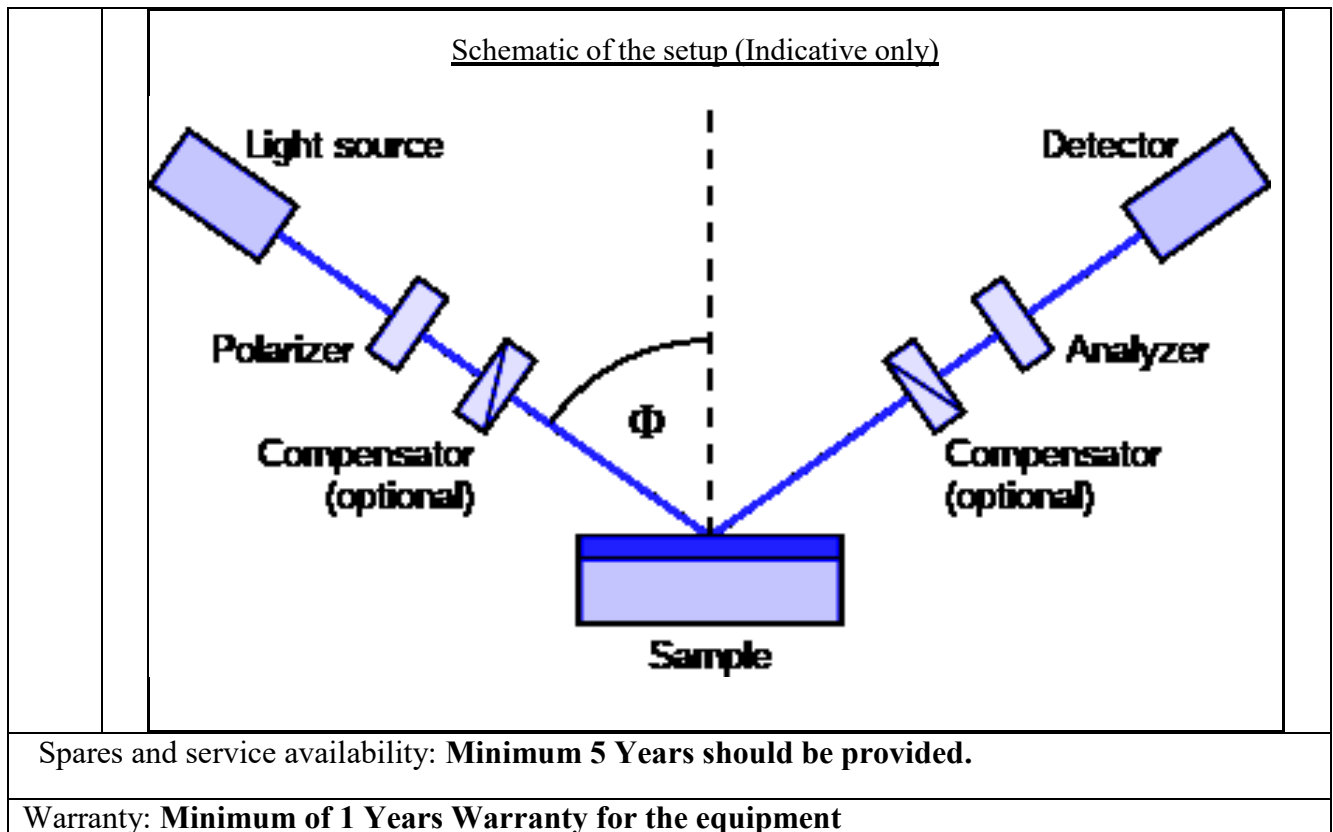 Schematic of the setup (Indicative only)
Light source
Detector
Polarizer
Analyzer
Φ
Compensator
(optional)
Compensator
(optional)
Sample
Spares and service availability: Minimum 5 Years should be provided.
Warranty: Minimum of 1 Years Warranty for the equipment